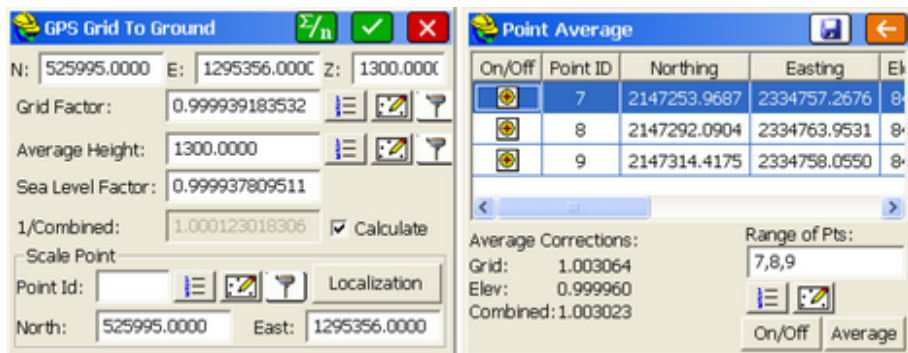 GPS Grid To Ground
Σ/n
N: 525995.0000 E: 1295356.000 Z: 1300.000
Grid Factor: 0.999939183532
Average Height: 1300.0000
Sea Level Factor: 0.999937809511
1/Combined: 1.000123018306 Calculate
Scale Point
Point Id: Localization
North: 525995.0000 East: 1295356.0000
Point Average
On/Off Point ID Northing Easting
7 2147253.9687 2334757.2676
8 2147292.0904 2334763.9531
9 2147314.4175 2334758.0550
Average Corrections: Range of Pts:
Grid: 1.003064 7,8,9
Elev: 0.999960
Combined: 1.003023
On/Off Average